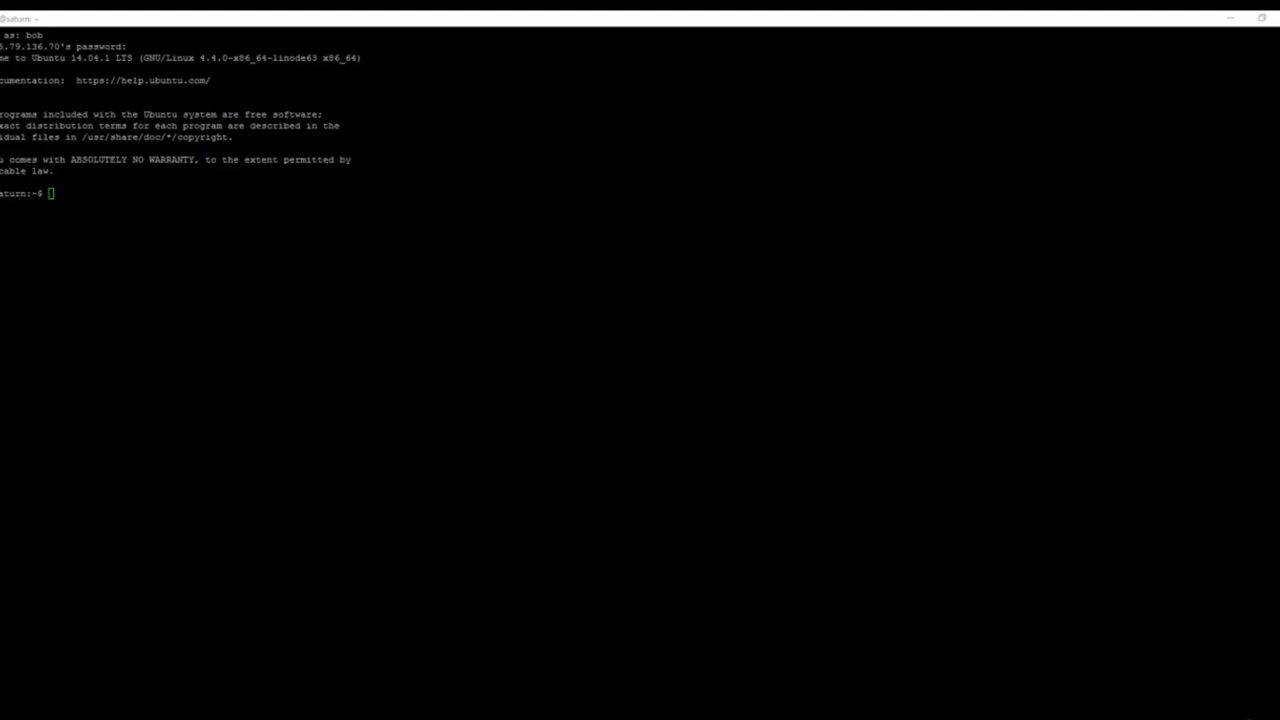 @saturn: ~
as: bob
5.79.136.70's password:
me to Ubuntu 14.04.1 LTS (GNU/Linux 4.4.0-x86_64-linode63 x86_64)
cumentation:  https://help.ubuntu.com/
rograms included with the Ubuntu system are free software;
xact distribution terms for each program are described in the
idual files in /usr/share/doc/*/copyright.
u comes with ABSOLUTELY NO WARRANTY, to the extent permitted by
cable law.
aturn:~$